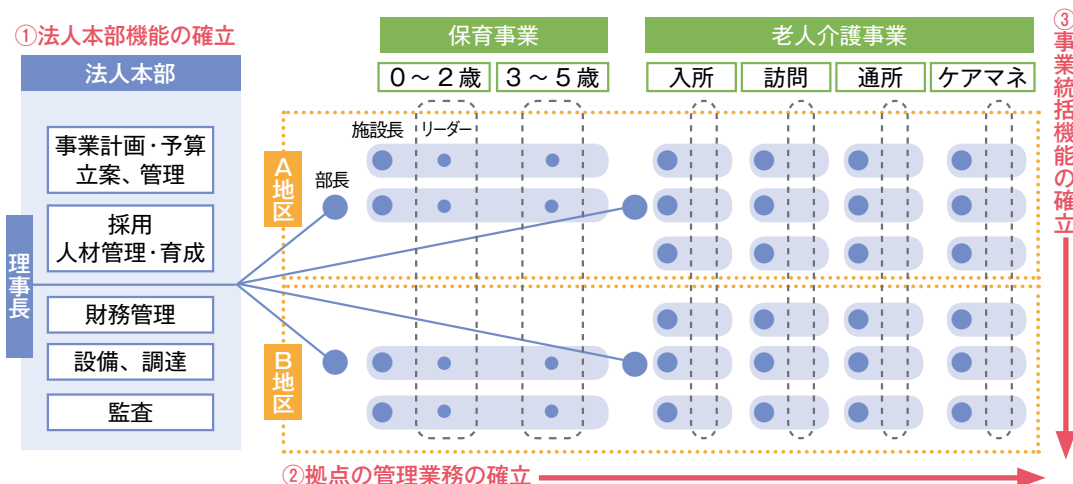 ①法人本部機能の確立
法人本部
理事長
事業計画・予算
立案、管理
採用
人材管理・育成
財務管理
設備、調達
監査
保育事業
0～2歳
3～5歳
老人介護事業
入所
訪問
通所
ケアマネ
A地区
施設長
リーダー
部長
B地区
②拠点の管理業務の確立
③事業統括機能の確立